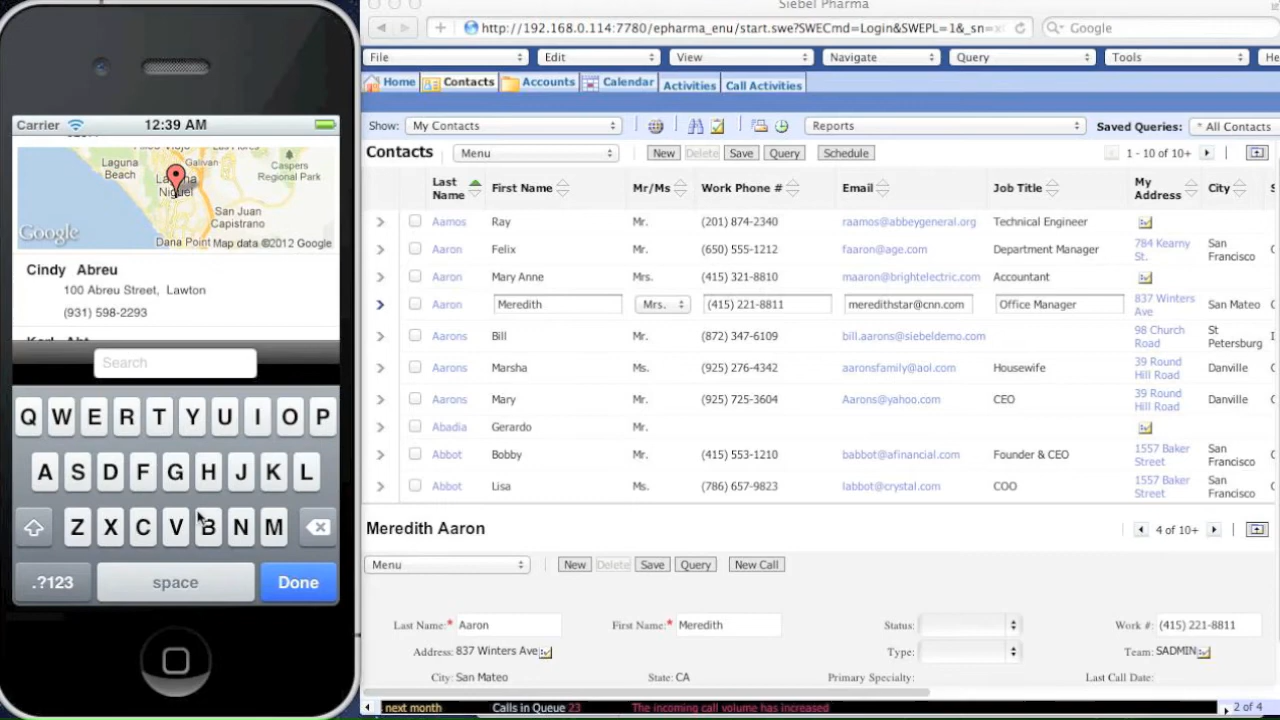 Carrier 12:39 AM
Laguna Beach
Galivan
Caspers Regional Park
Laguna Niguel
San Juan Capistrano
Google
Dana Point Map data ©2012 Google
Cindy Abreu
100 Abreu Street, Lawton
(931) 598-2293
Search
Q W E R T Y U I O P
A S D F G H J K L
Z X C V B N M
.?123 space Done
Siebel Pharma
http://192.168.0.114:7780/epharma_enu/start.swe?SWECmd=Login&SWEPL=1&_sn=
Google
File Edit View Navigate Query Tools He
Home Contacts Accounts Calendar Activities Call Activities
Show: My Contacts Reports Saved Queries: * All Contacts
Contacts Menu New Delete Save Query Schedule 1 - 10 of 10+
Last Name First Name Mr/Ms Work Phone # Email Job Title My Address City S
Aamos Ray Mr. (201) 874-2340 raamos@abbeygeneral.org Technical Engineer
Aaron Felix Mr. (650) 555-1212 faaron@age.com Department Manager 784 Kearny St. San Francisco
Aaron Mary Anne Mrs. (415) 321-8810 maaron@brightelectric.com Accountant
Aaron Meredith Mrs. (415) 221-8811 meredithstar@cnn.com Office Manager 837 Winters Ave San Mateo
Aarons Bill Mr. (872) 347-6109 bill.aarons@siebeldemo.com 98 Church Road St Petersburg
Aarons Marsha Ms. (925) 276-4342 aaronsfamily@aol.com Housewife 39 Round Hill Road Danville
Aarons Mary Mr. (925) 725-3604 Aarons@yahoo.com CEO 39 Round Hill Road Danville
Abadia Gerardo Mr.
Abbot Bobby Mr. (415) 553-1210 babbot@afinancial.com Founder & CEO 1557 Baker Street San Francisco
Abbot Lisa Ms. (786) 657-9823 labbot@crystal.com COO 1557 Baker Street San Francisco
Meredith Aaron 4 of 10+
Menu New Delete Save Query New Call
Last Name:* Aaron First Name:* Meredith Status: Work #: (415) 221-8811
Address: 837 Winters Ave Type: Team: SADMIN
City: San Mateo State: CA Primary Specialty: Last Call Date:
next month Calls in Queue 23 The incoming call volume has increased 2 of 4